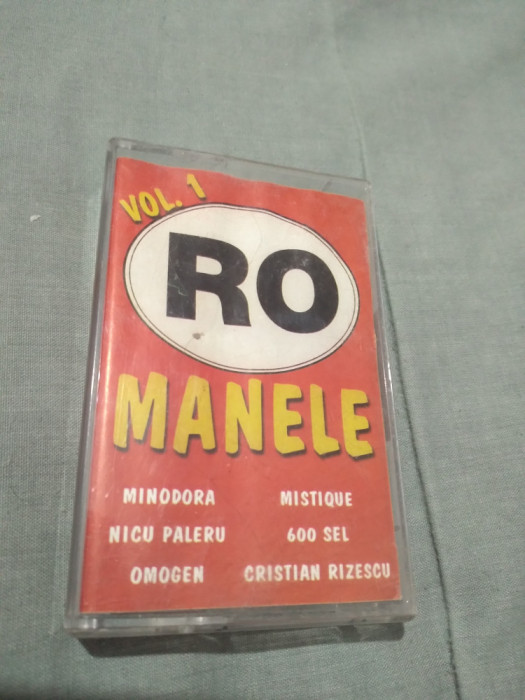 VOL. 1
RO
MANELE
MINODORA MISTIQUE
NICU PALERU 600 SEL
OMOGEN CRISTIAN RIZESCU